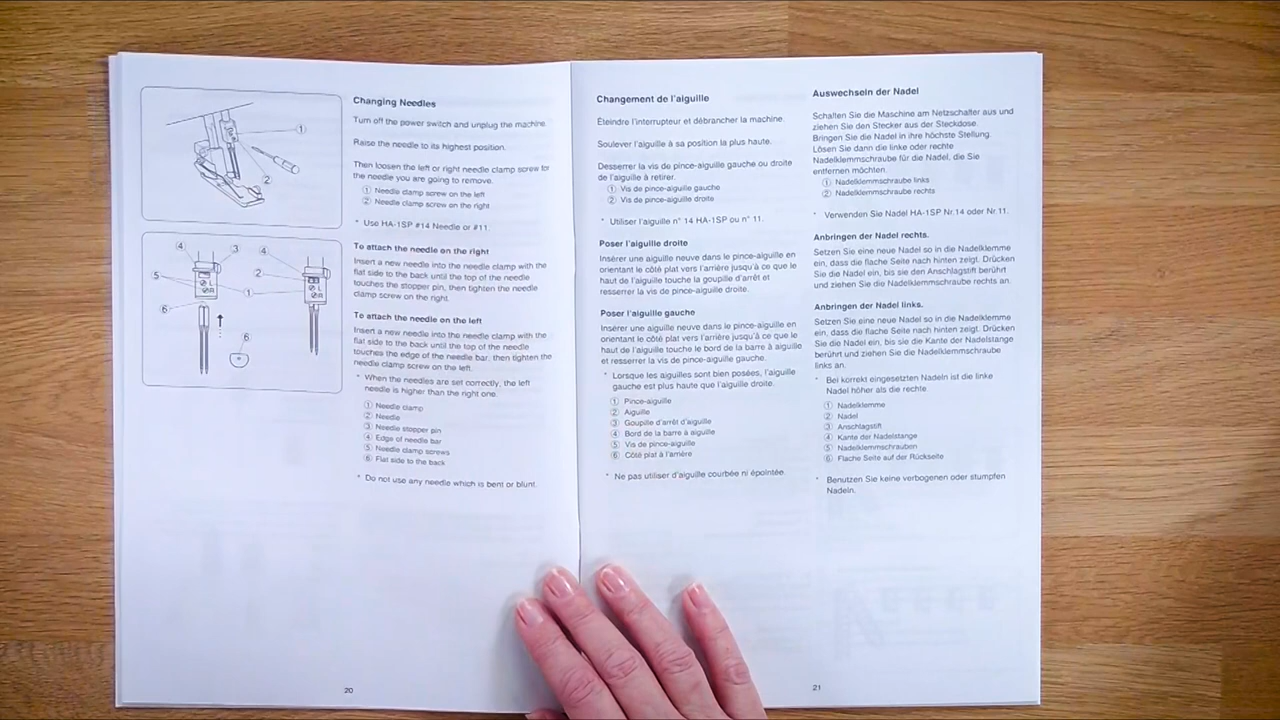 ①
②
④
③
④
⑤
②
①
⑥
⑥
L
R
L
R
Changing Needles
Turn off the power switch and unplug the machine.
Raise the needle to its highest position.
Then loosen the left or right needle clamp screw for
the needle you are going to remove.
① Needle clamp screw on the left
② Needle clamp screw on the right
* Use HA-1SP #14 Needle or #11.
To attach the needle on the right
Insert a new needle into the needle clamp with the
flat side to the back until the top of the needle
touches the stopper pin, then tighten the needle
clamp screw on the right.
To attach the needle on the left
Insert a new needle into the needle clamp with the
flat side to the back until the top of the needle
touches the edge of the needle bar, then tighten the
needle clamp screw on the left.
* When the needles are set correctly, the left
needle is higher than the right one.
① Needle clamp
② Needle
③ Needle stopper pin
④ Edge of needle bar
⑤ Needle clamp screws
⑥ Flat side to the back
* Do not use any needle which is bent or blunt.
20
Changement de l'aiguille
Éteindre l'interrupteur et débrancher la machine.
Soulever l'aiguille à sa position la plus haute.
Desserrer la vis de pince-aiguille gauche ou droite
de l'aiguille à retirer.
① Vis de pince-aiguille gauche
② Vis de pince-aiguille droite
* Utiliser l'aiguille n° 14 HA-1SP ou n° 11.
Poser l'aiguille droite
Insérer une aiguille neuve dans le pince-aiguille en
orientant le côté plat vers l'arrière jusqu'à ce que le
haut de l'aiguille touche la goupille d'arrêt et
resserrer la vis de pince-aiguille droite.
Poser l'aiguille gauche
Insérer une aiguille neuve dans le pince-aiguille en
orientant le côté plat vers l'arrière jusqu'à ce que le
haut de l'aiguille touche le bord de la barre à aiguille
et resserrer la vis de pince-aiguille gauche.
* Lorsque les aiguilles sont bien posées, l'aiguille
gauche est plus haute que l'aiguille droite.
① Pince-aiguille
② Aiguille
③ Goupille d'arrêt d'aiguille
④ Bord de la barre à aiguille
⑤ Vis de pince-aiguille
⑥ Côté plat à l'arrière
* Ne pas utiliser d'aiguille courbée ni épointée.
Auswechseln der Nadel
Schalten Sie die Maschine am Netzschalter aus und
ziehen Sie den Stecker aus der Steckdose.
Bringen Sie die Nadel in ihre höchste Stellung.
Lösen Sie dann die linke oder rechte
Nadelklemmschraube für die Nadel, die Sie
entfernen möchten.
① Nadelklemmschraube links
② Nadelklemmschraube rechts
* Verwenden Sie Nadel HA-1SP Nr.14 oder Nr.11.
Anbringen der Nadel rechts.
Setzen Sie eine neue Nadel so in die Nadelklemme
ein, dass die flache Seite nach hinten zeigt. Drücken
Sie die Nadel ein, bis sie den Anschlagstift berührt
und ziehen Sie die Nadelklemmschraube rechts an.
Anbringen der Nadel links.
Setzen Sie eine neue Nadel so in die Nadelklemme
ein, dass die flache Seite nach hinten zeigt. Drücken
Sie die Nadel ein, bis sie die Kante der Nadelstange
berührt und ziehen Sie die Nadelklemmschraube
links an.
* Bei korrekt eingesetzten Nadeln ist die linke
Nadel höher als die rechte.
① Nadelklemme
② Nadel
③ Anschlagstift
④ Kante der Nadelstange
⑤ Nadelklemmschrauben
⑥ Flache Seite auf der Rückseite
* Benutzen Sie keine verbogenen oder stumpfen
Nadeln.
21